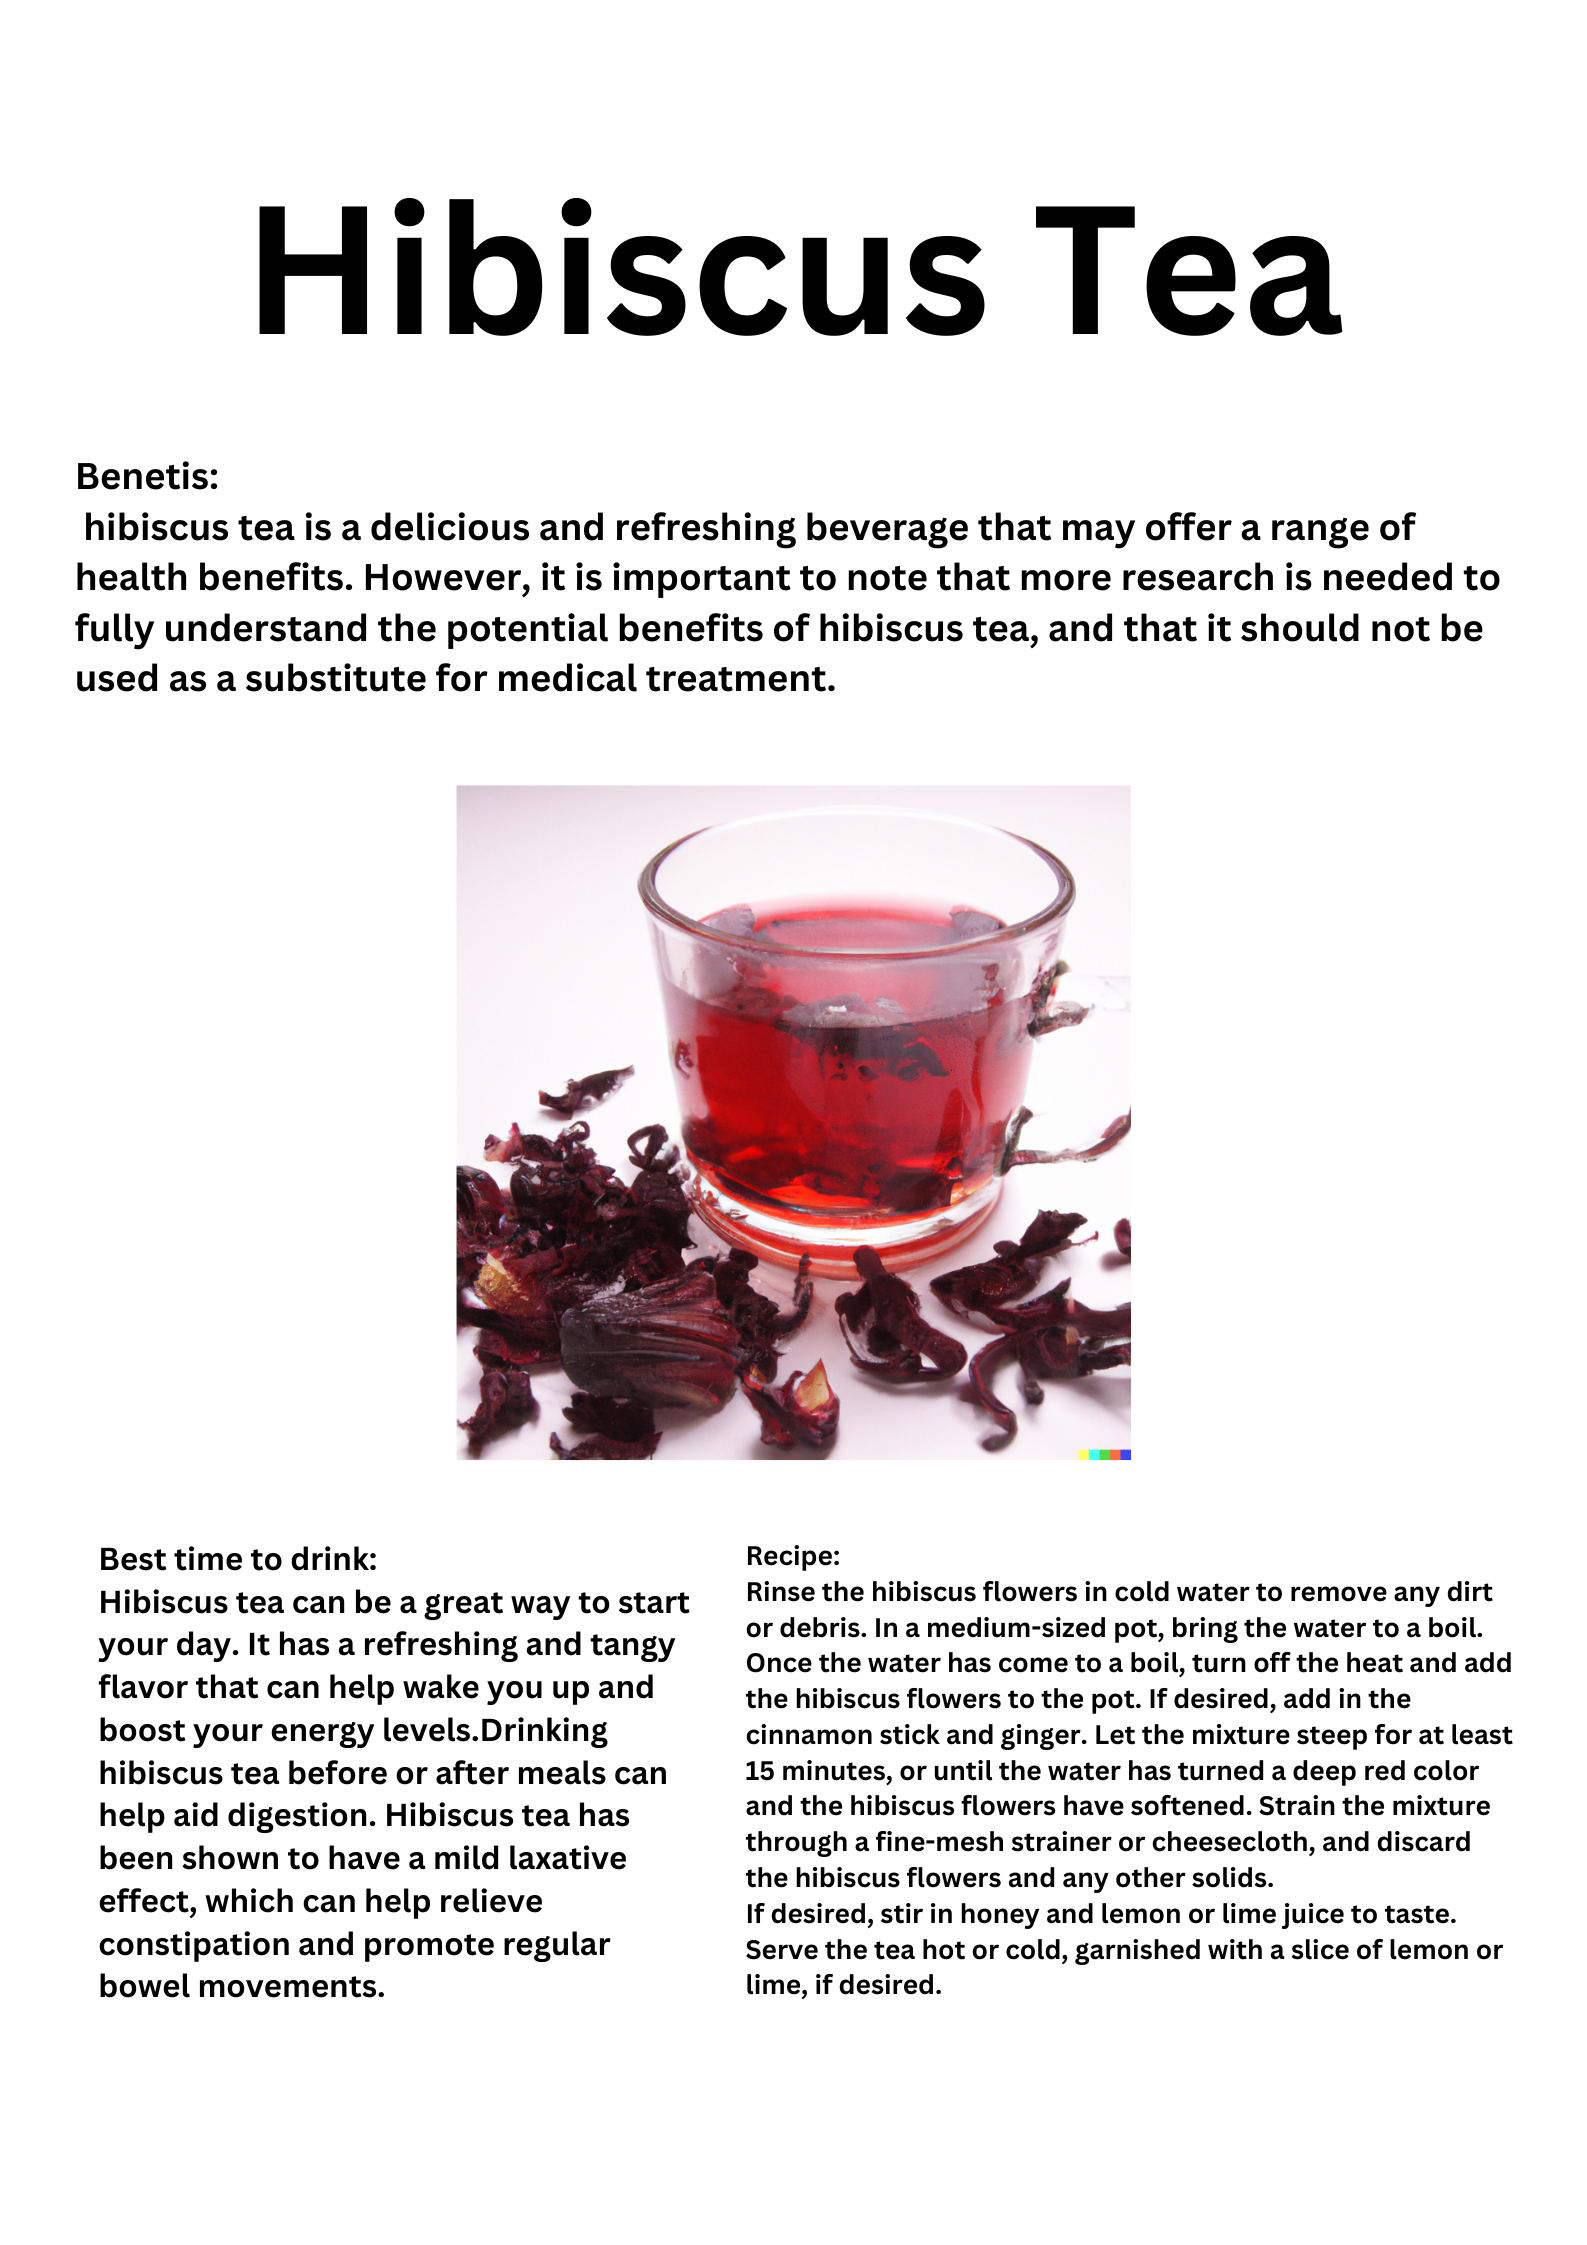 Hibiscus Tea
Benetis:
hibiscus tea is a delicious and refreshing beverage that may offer a range of
health benefits. However, it is important to note that more research is needed to
fully understand the potential benefits of hibiscus tea, and that it should not be
used as a substitute for medical treatment.
Best time to drink:
Hibiscus tea can be a great way to start
your day. It has a refreshing and tangy
flavor that can help wake you up and
boost your energy levels.Drinking
hibiscus tea before or after meals can
help aid digestion. Hibiscus tea has
been shown to have a mild laxative
effect, which can help relieve
constipation and promote regular
bowel movements.
Recipe:
Rinse the hibiscus flowers in cold water to remove any dirt
or debris. In a medium-sized pot, bring the water to a boil.
Once the water has come to a boil, turn off the heat and add
the hibiscus flowers to the pot. If desired, add in the
cinnamon stick and ginger. Let the mixture steep for at least
15 minutes, or until the water has turned a deep red color
and the hibiscus flowers have softened. Strain the mixture
through a fine-mesh strainer or cheesecloth, and discard
the hibiscus flowers and any other solids.
If desired, stir in honey and lemon or lime juice to taste.
Serve the tea hot or cold, garnished with a slice of lemon or
lime, if desired.